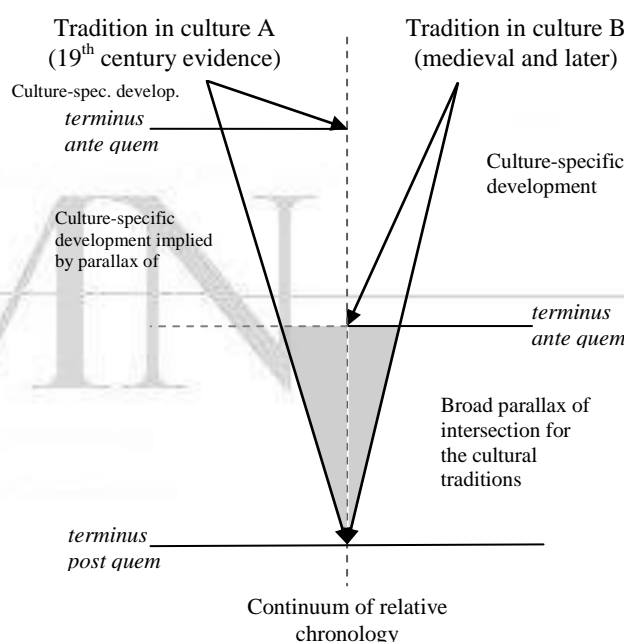 Tradition in culture A
(19th century evidence)
Tradition in culture B
(medieval and later)
Culture-spec. develop.
terminus
ante quem
Culture-specific
development
Culture-specific
development implied
by parallax of
terminus
ante quem
Broad parallax of
intersection for
the cultural
traditions
terminus
post quem
Continuum of relative
chronology